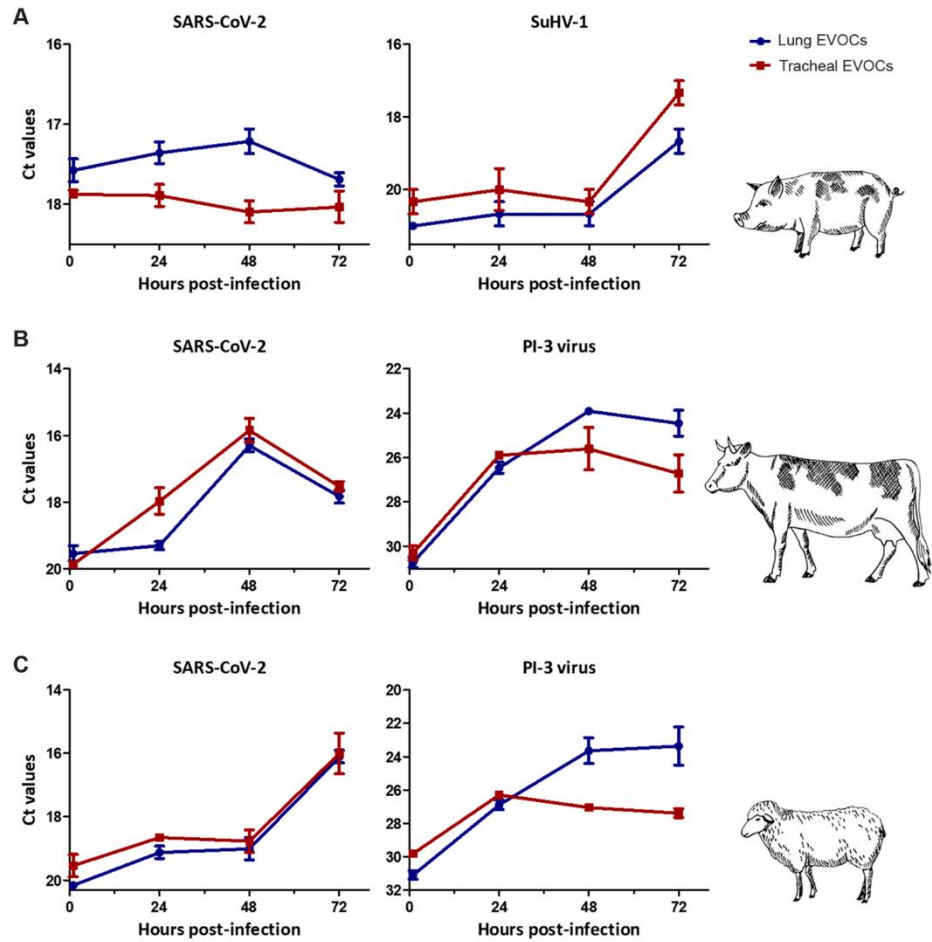 A
SARS-CoV-2
SuHV-1
Lung EVOCs
Tracheal EVOCs
Ct values
16
17
18
0
24
48
72
Hours post-infection
16
18
20
0
24
48
72
Hours post-infection
B
SARS-CoV-2
PI-3 virus
Ct values
14
16
18
20
0
24
48
72
Hours post-infection
22
24
26
28
30
0
24
48
72
Hours post-infection
C
SARS-CoV-2
PI-3 virus
Ct values
14
16
18
20
0
24
48
72
Hours post-infection
20
22
24
26
28
30
32
0
24
48
72
Hours post-infection